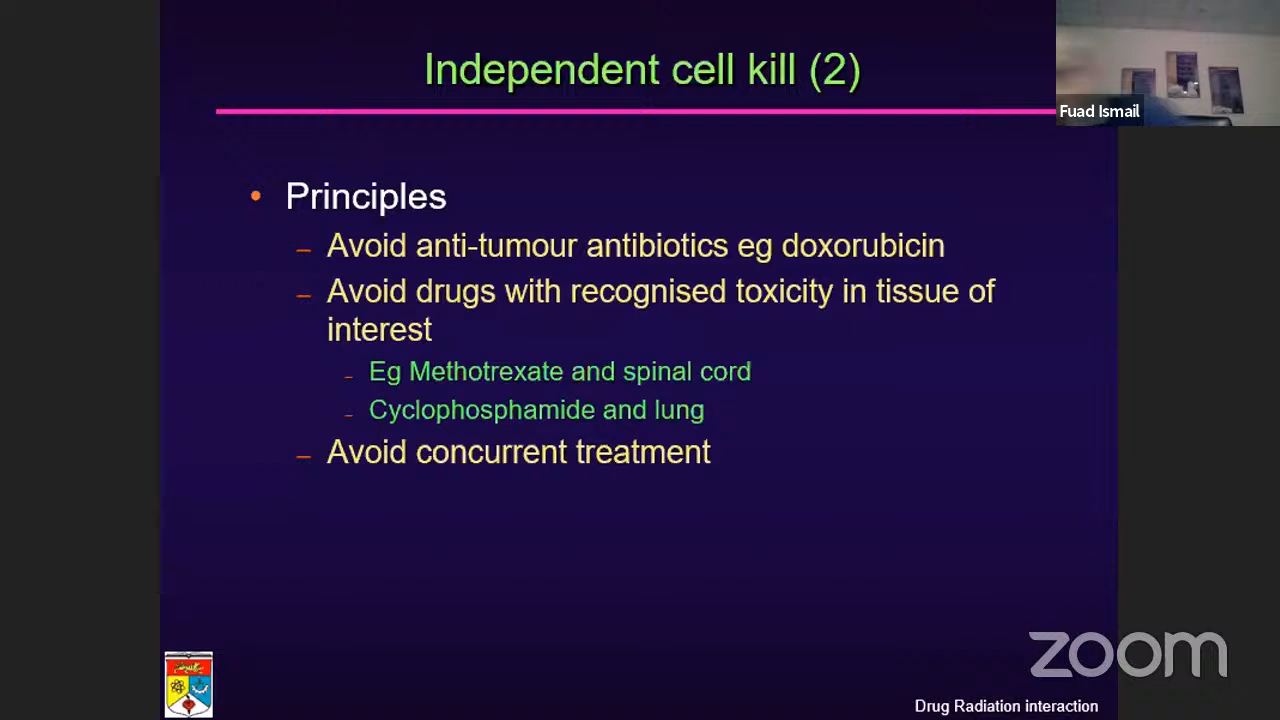 Independent cell kill (2)
Fuad Ismail
• Principles
– Avoid anti-tumour antibiotics eg doxorubicin
– Avoid drugs with recognised toxicity in tissue of
interest
– Eg Methotrexate and spinal cord
– Cyclophosphamide and lung
– Avoid concurrent treatment
zoom
Drug Radiation interaction